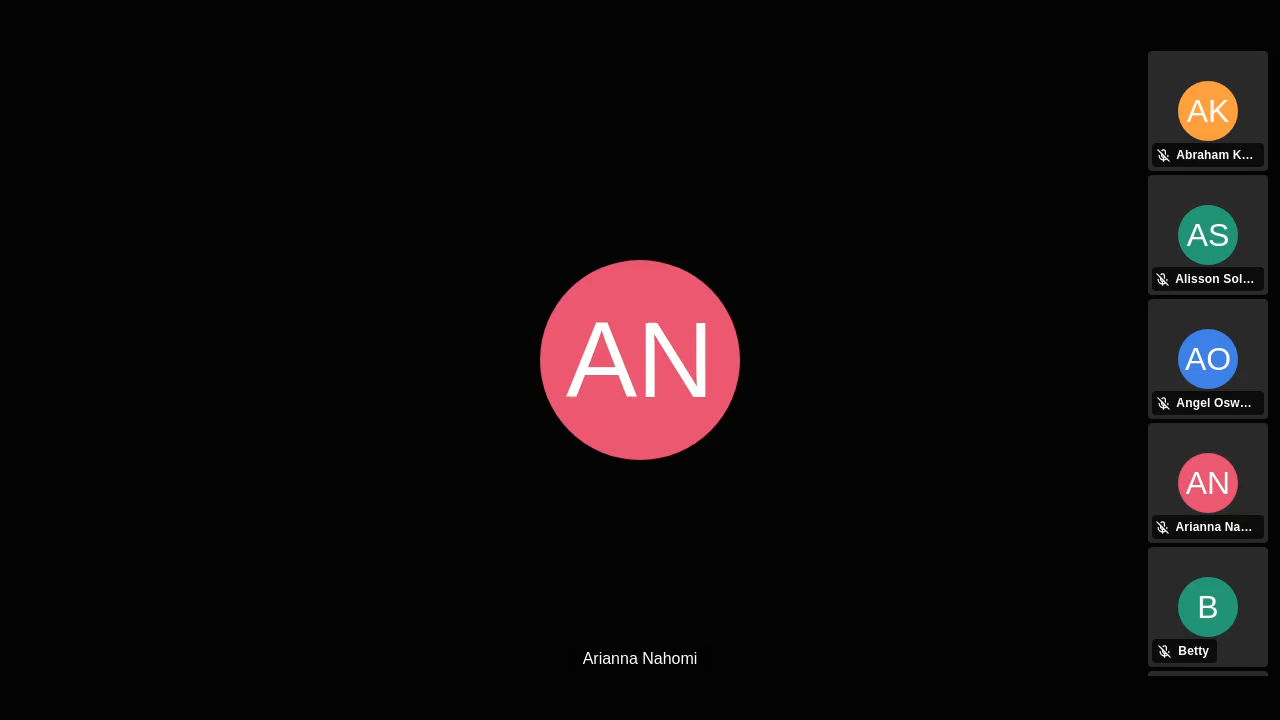 AN
Arianna Nahomi
AK
Abraham K...
AS
Alisson Sol...
AO
Angel Osw...
AN
Arianna Na...
B
Betty